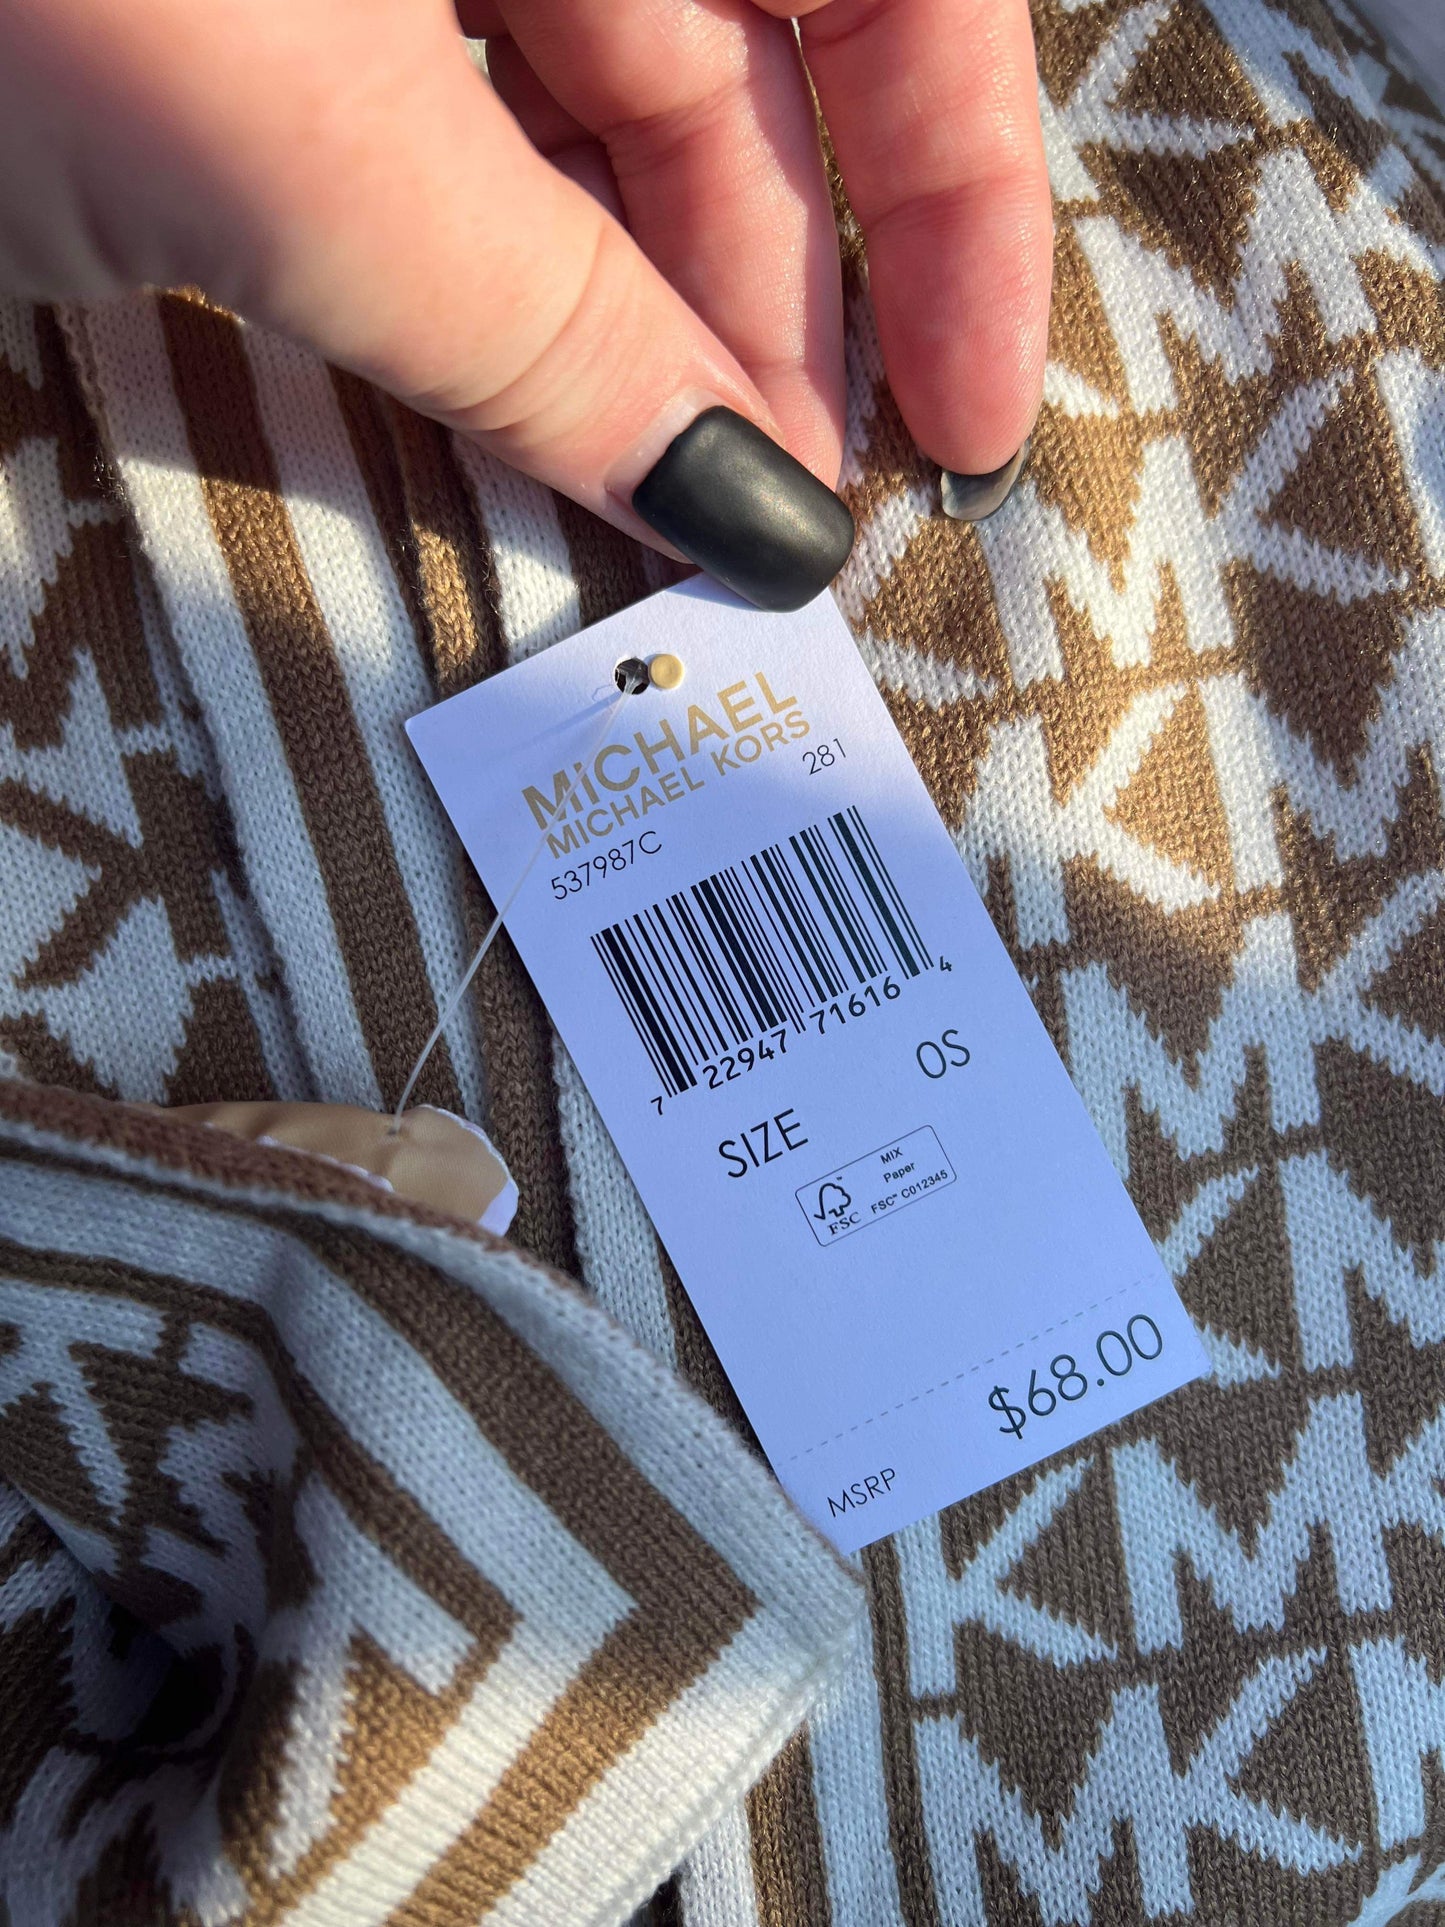 MICHAEL
MICHAEL KORS
537987C
281
7 22947 71616 4
SIZE
OS
FSC
MIX
Paper
FSC™ C012345
$68.00
MSRP